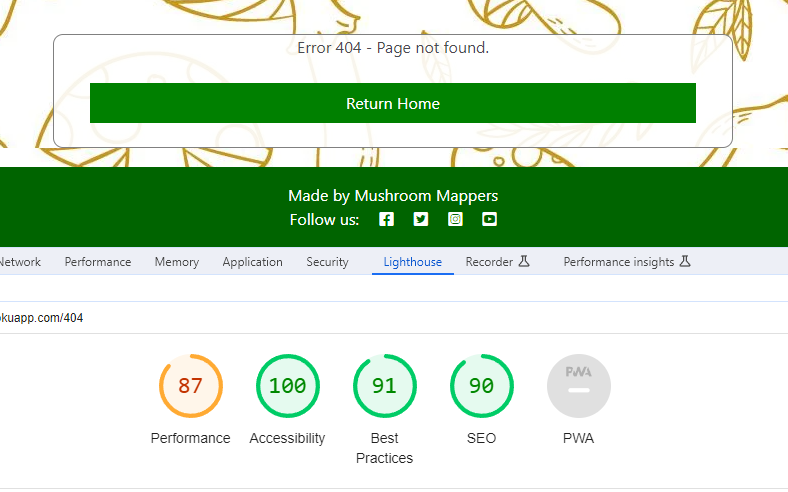 Error 404 - Page not found.
Return Home
Made by Mushroom Mappers
Follow us:
Network Performance Memory Application Security Lighthouse Recorder Performance insights
okuapp.com/404
87 100 91 90 PWA
Performance Accessibility Best Practices SEO PWA